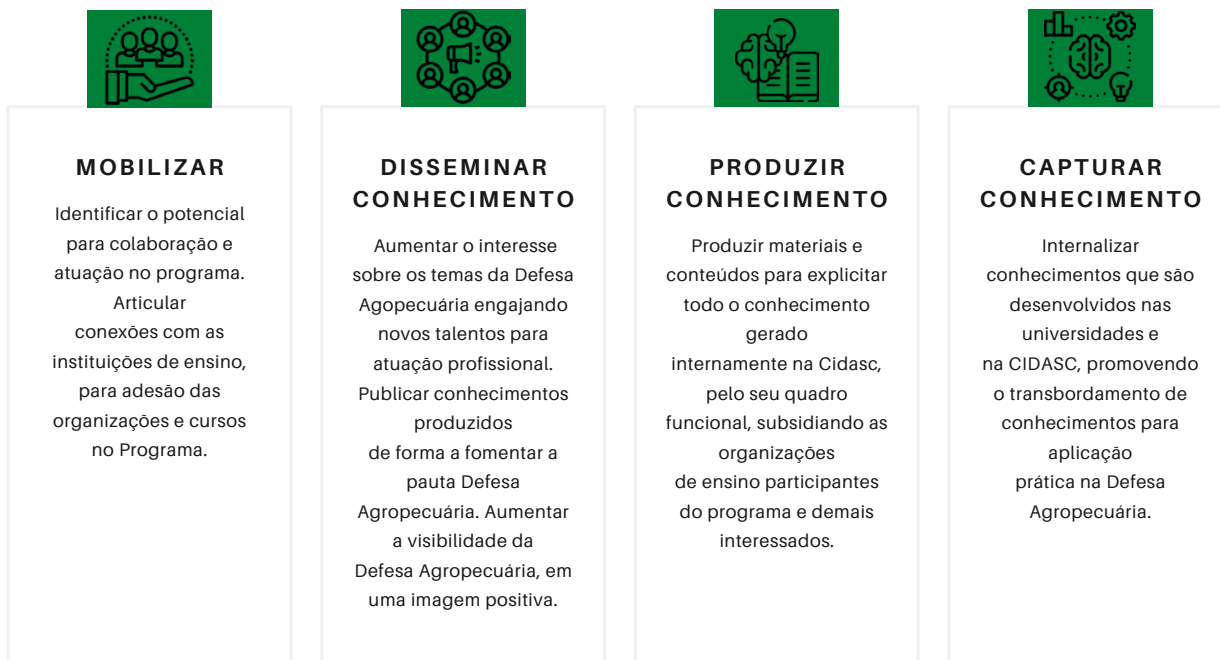 MOBILIZAR
Identificar o potencial
para colaboração e
atuação no programa.
Articular
conexões com as
instituições de ensino,
para adesão das
organizações e cursos
no Programa.
DISSEMINAR
CONHECIMENTO
Aumentar o interesse
sobre os temas da Defesa
Agopecuária engajando
novos talentos para
atuação profissional.
Publicar conhecimentos
produzidos
de forma a fomentar a
pauta Defesa
Agropecuária. Aumentar
a visibilidade da
Defesa Agropecuária, em
uma imagem positiva.
PRODUZIR
CONHECIMENTO
Produzir materiais e
conteúdos para explicitar
todo o conhecimento
gerado
internamente na Cidasc,
pelo seu quadro
funcional, subsidiando as
organizações
de ensino participantes
do programa e demais
interessados.
CAPTURAR
CONHECIMENTO
Internalizar
conhecimentos que são
desenvolvidos nas
universidades e
na CIDASC, promovendo
o transbordamento de
conhecimentos para
aplicação
prática na Defesa
Agropecuária.